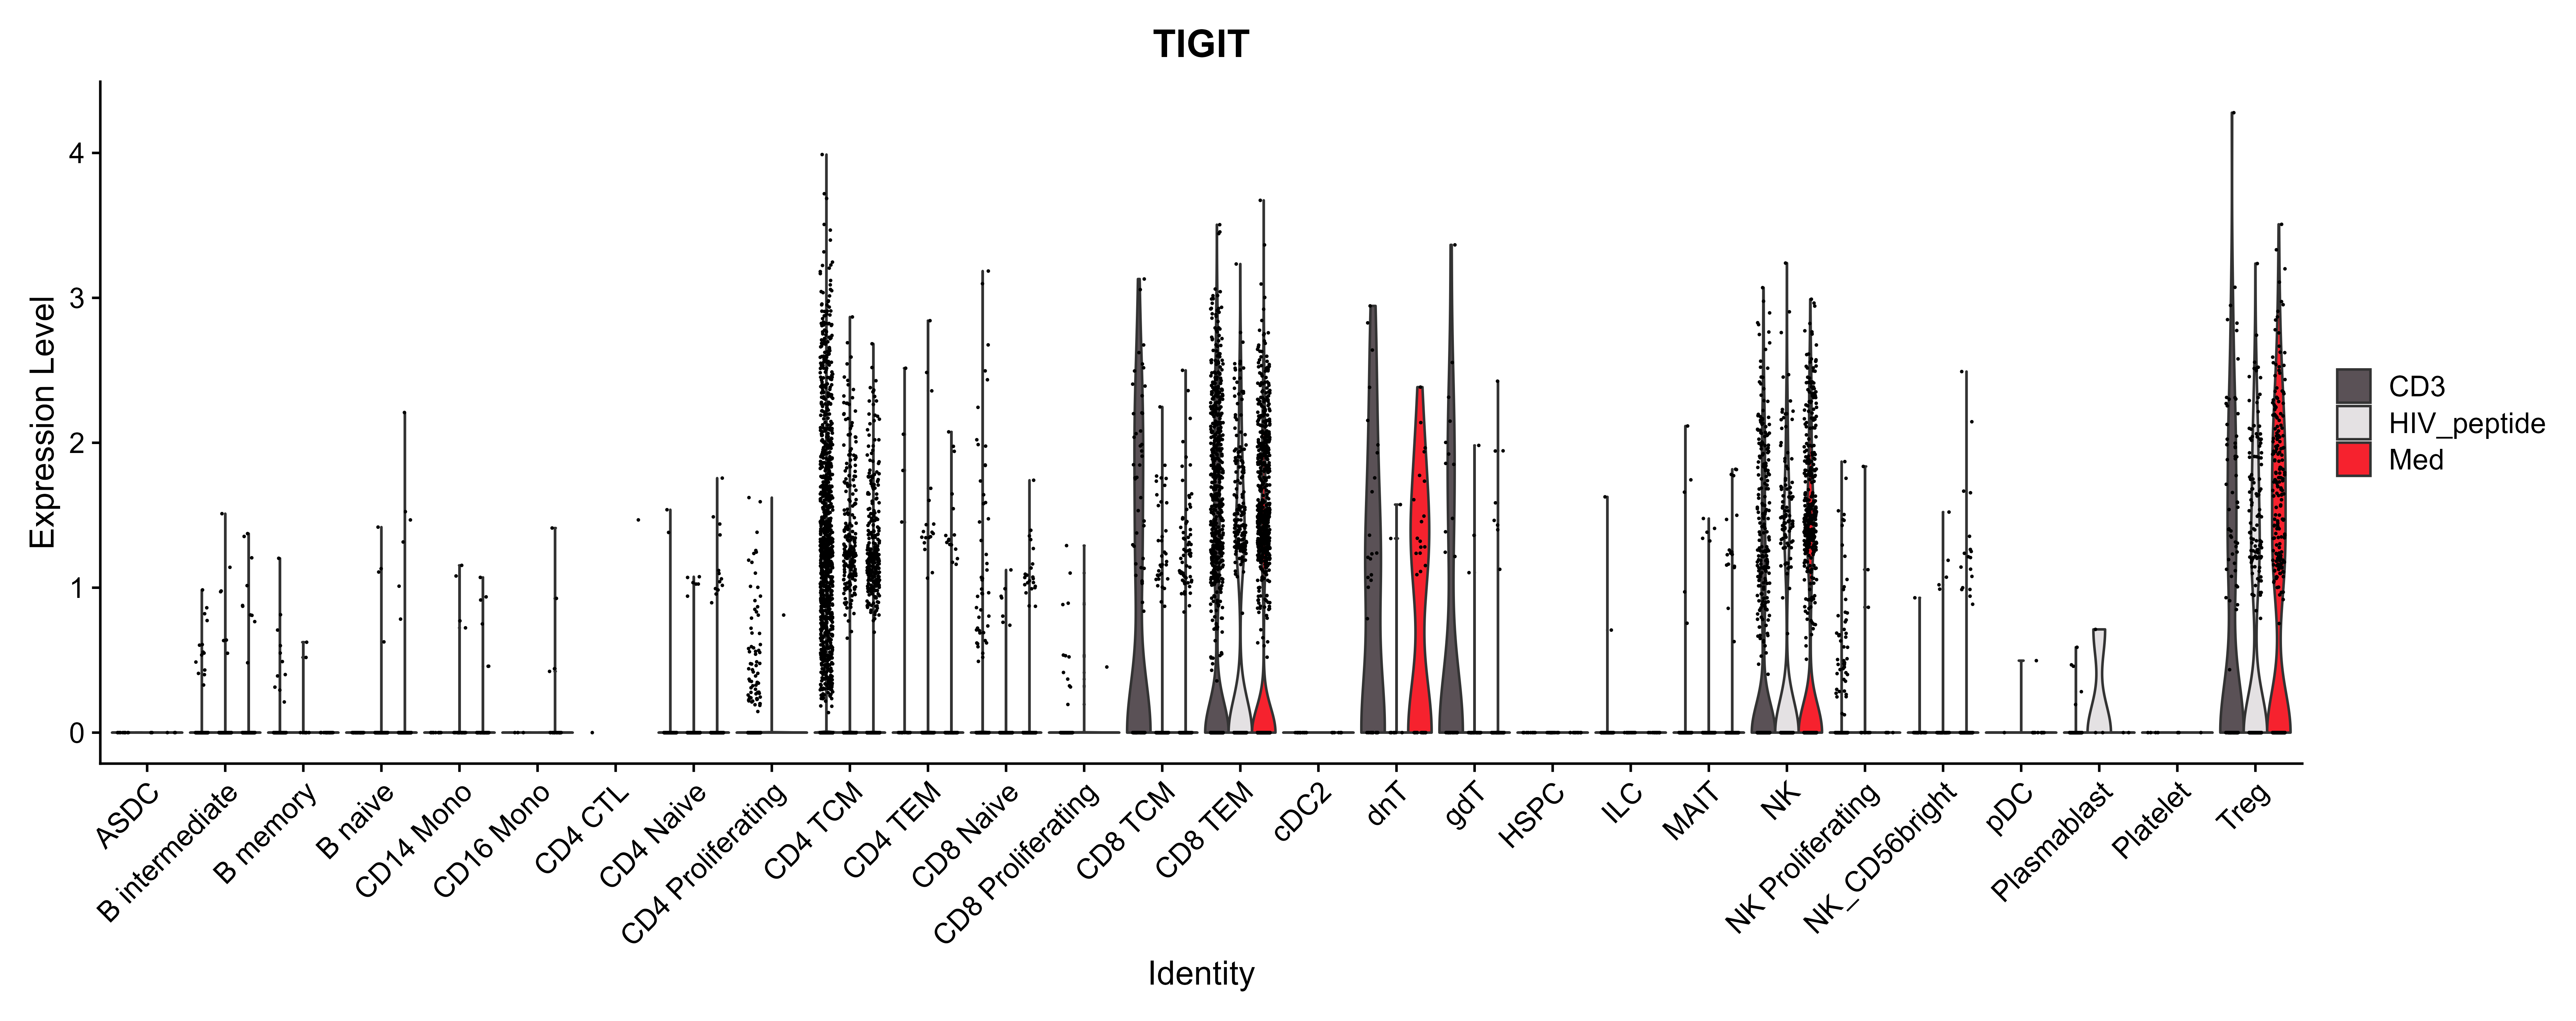 TIGIT
Expression Level
4
3
2
1
0
ASDC
B intermediate
B memory
B naive
CD14 Mono
CD16 Mono
CD4 CTL
CD4 Naive
CD4 Proliferating
CD4 TCM
CD4 TEM
CD8 Naive
CD8 Proliferating
CD8 TCM
CD8 TEM
cDC2
dnT
gdT
HSPC
ILC
MAIT
NK
NK Proliferating
NK_CD56bright
pDC
Plasmablast
Platelet
Treg
Identity
CD3
HIV_peptide
Med